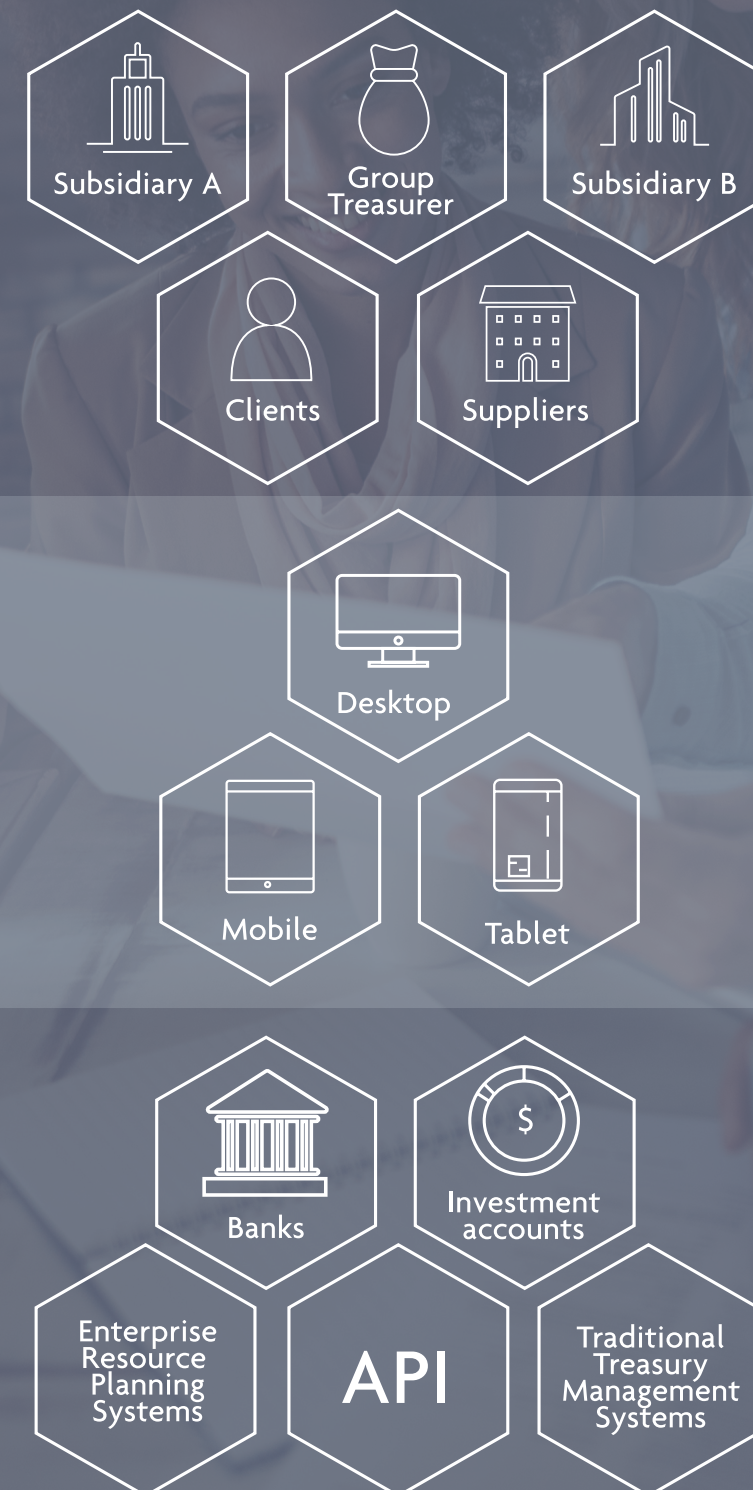 Subsidiary A
Group
Treasurer
Subsidiary B
Clients
Suppliers
Desktop
Mobile
Tablet
$
Banks
Investment
accounts
Enterprise
Resource
Planning
Systems
API
Traditional
Treasury
Management
Systems